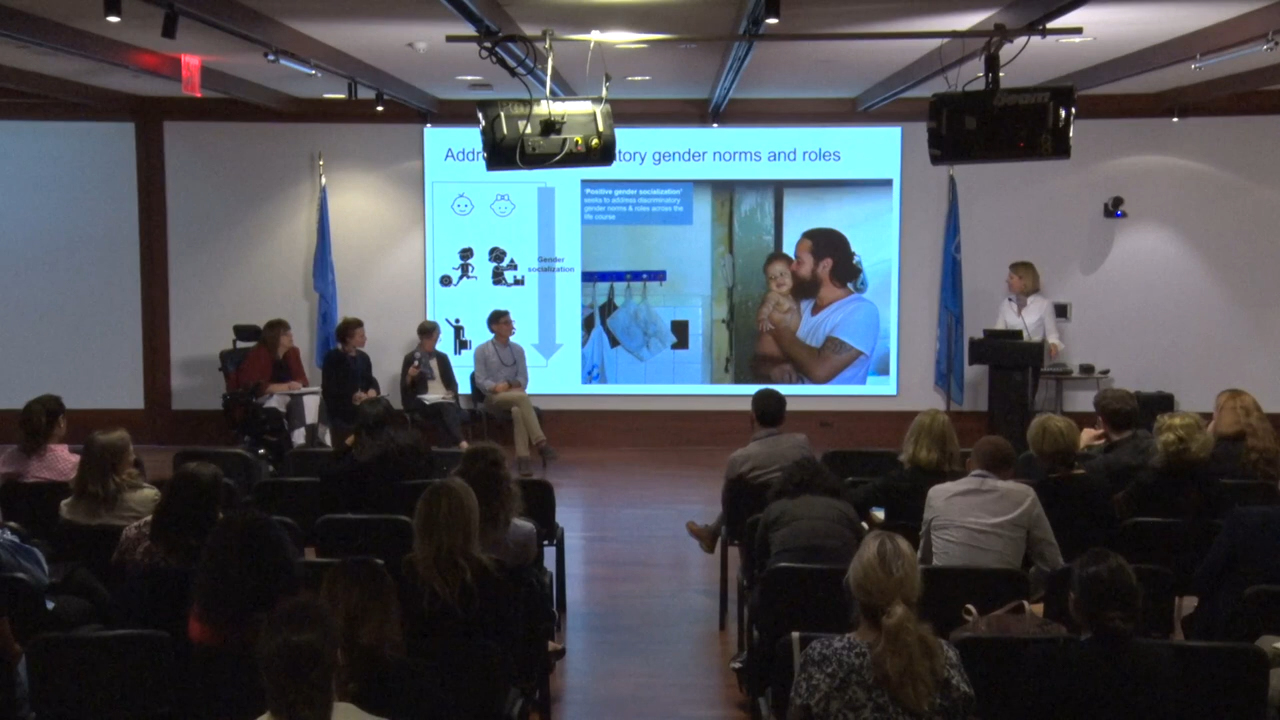 Addr tory gender norms and roles
'Positive gender socialization'
seeks to address discriminatory
gender norms & roles across the
life course
Gender
socialization